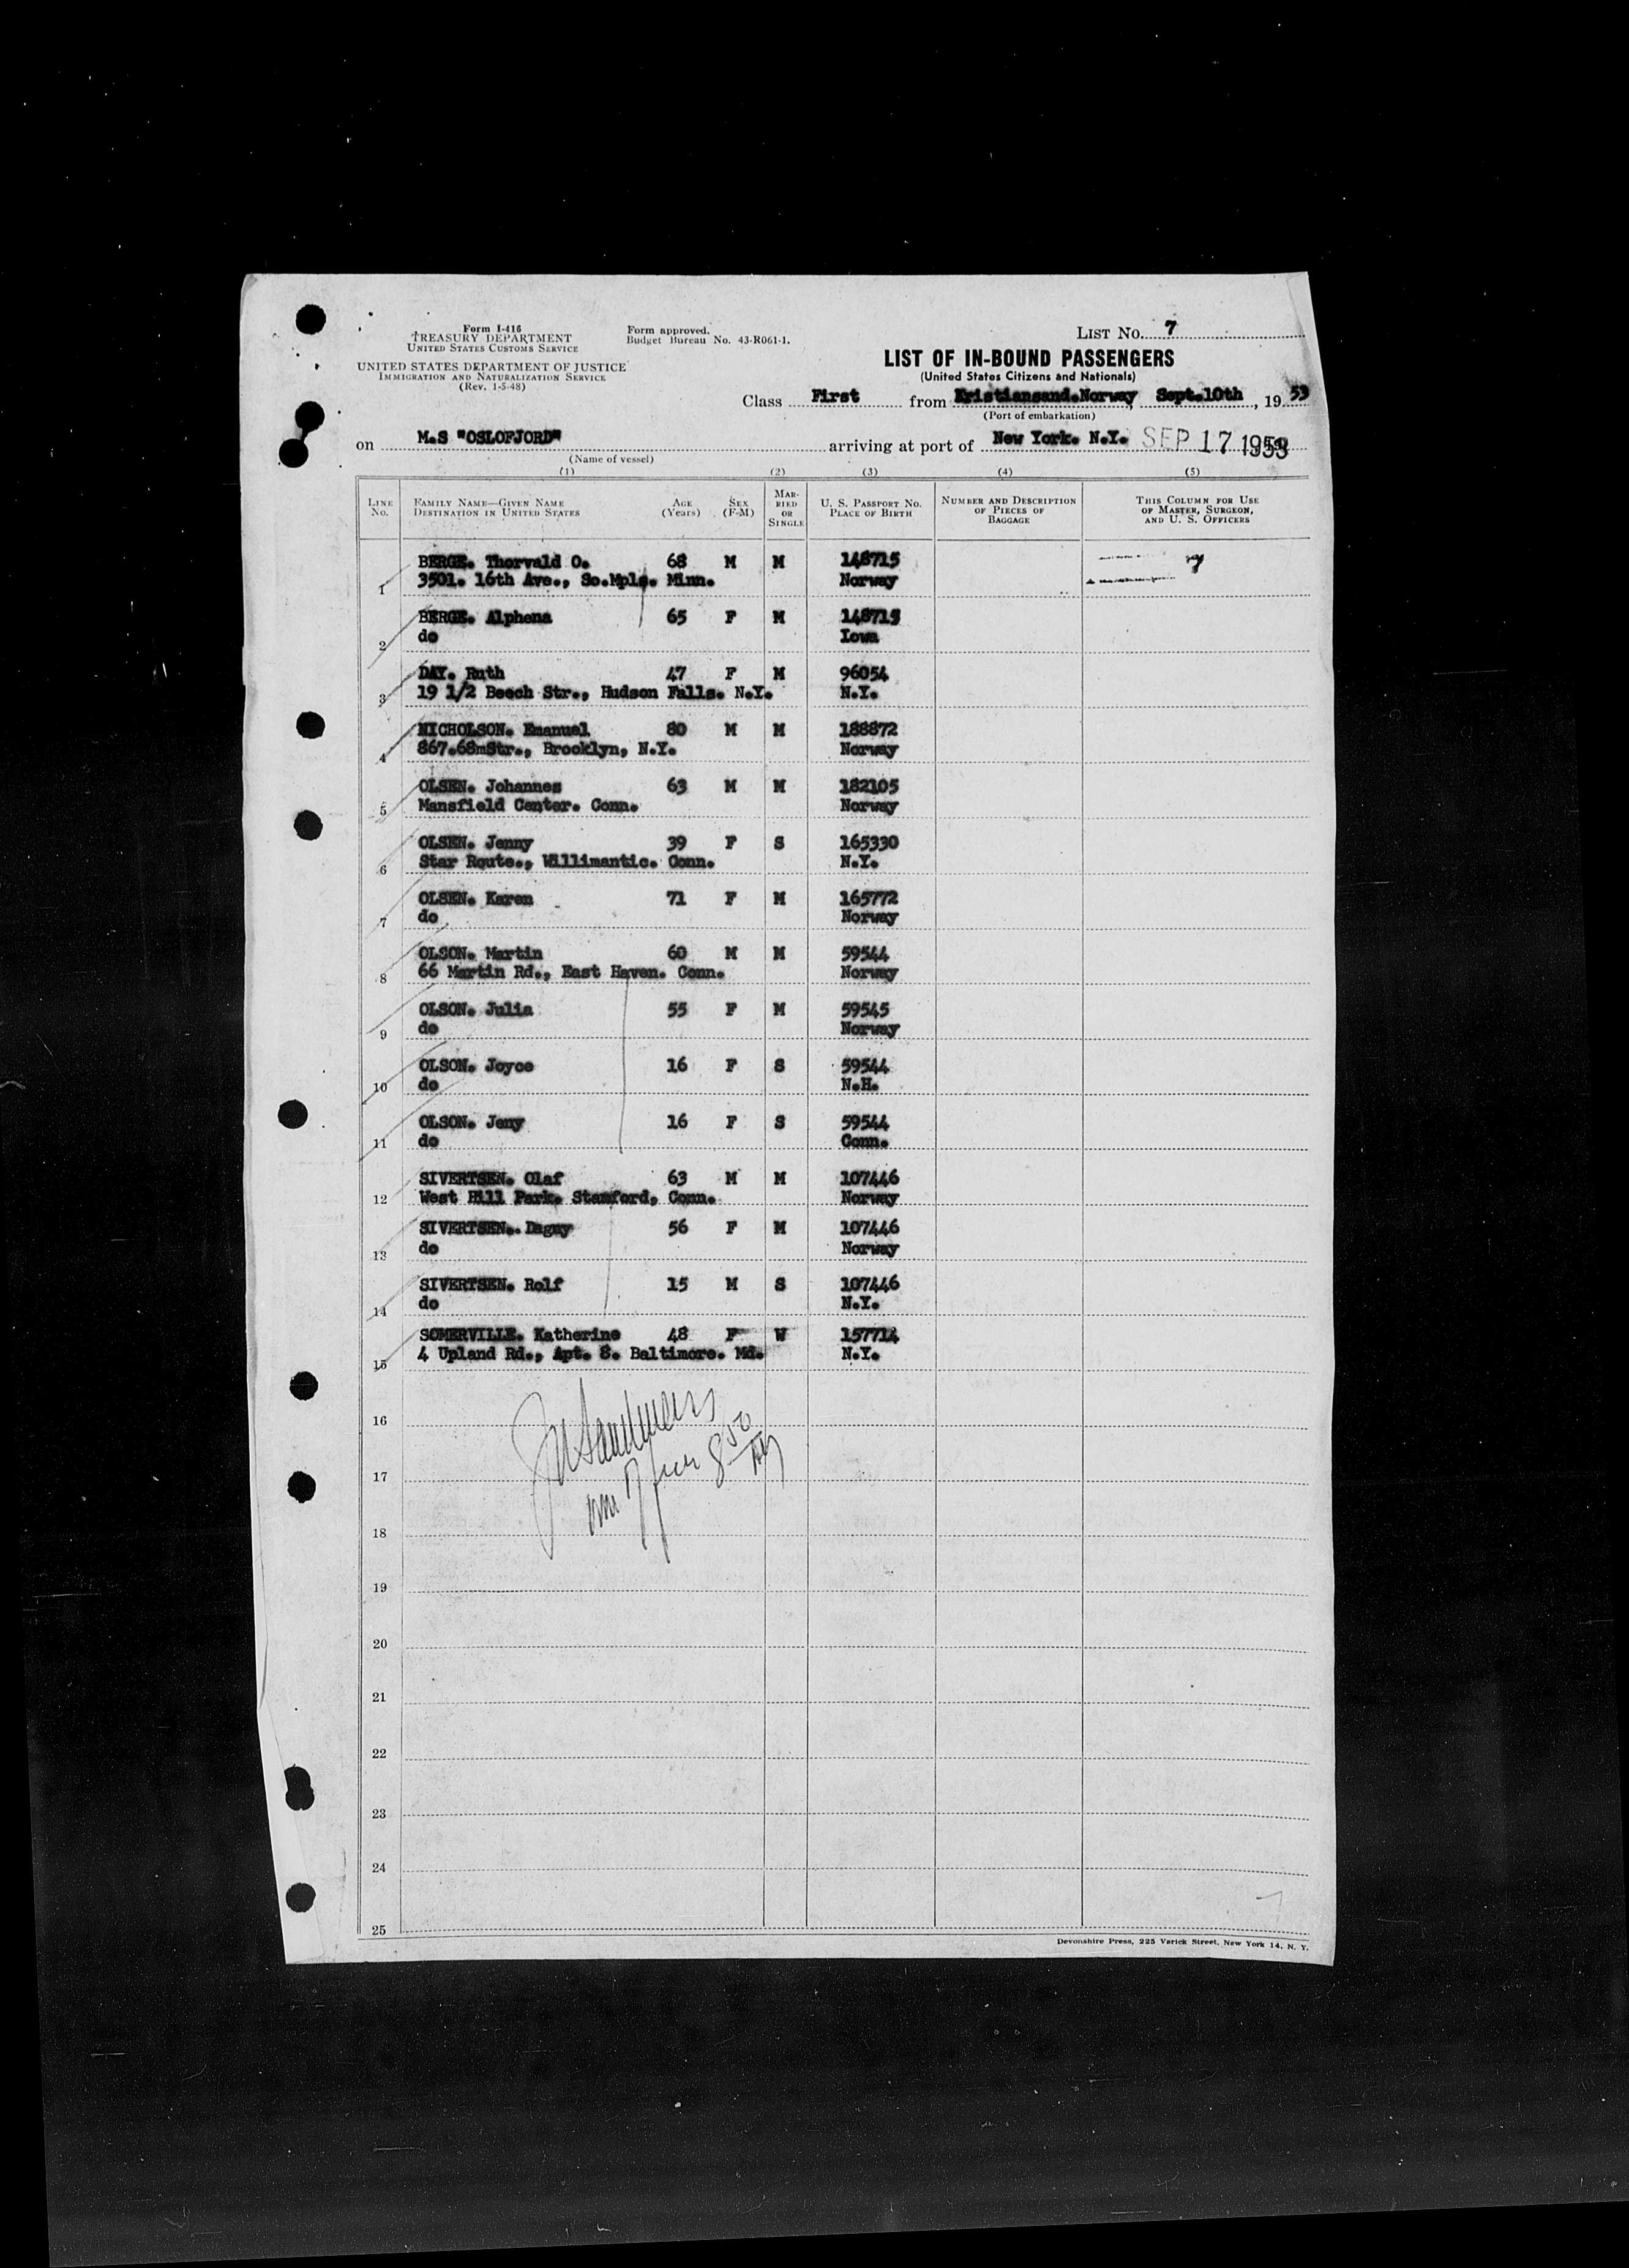 Form I-416
TREASURY DEPARTMENT
UNITED STATES CUSTOMS SERVICE
UNITED STATES DEPARTMENT OF JUSTICE
IMMIGRATION AND NATURALIZATION SERVICE
(Rev. 1-5-48)
Form approved.
Budget Bureau No. 43-R061-1.
LIST NO. 7
LIST OF IN-BOUND PASSENGERS
(United States Citizens and Nationals)
Class First from Kristiansand.Norway, Sept.10th, 1953
(Port of embarkation)
on M.S "OSLOFJORD" arriving at port of New York. N.Y. SEP 17 1953
(Name of vessel)
(1) (2) (3) (4) (5)
LINE NO. FAMILY NAME—GIVEN NAME DESTINATION IN UNITED STATES AGE (Years) SEX (F-M) MARRIED OR SINGLE U. S. PASSPORT NO. PLACE OF BIRTH NUMBER AND DESCRIPTION OF PIECES OF BAGGAGE THIS COLUMN FOR USE OF MASTER, SURGEON, AND U. S. OFFICERS
BERGE. Thorvald O. 68 M M 148715
1 3501. 16th Ave., So.Mpls. Minn. Norway
BERGE. Alphena 65 F M 148715
2 do Iowa
DAY. Ruth 47 F M 96054
3 19 1/2 Beech Str., Hudson Falls. N.Y. N.Y.
NICHOLSON. Emanuel 80 M M 188872
4 867.68mStr., Brooklyn, N.Y. Norway
OLSEN. Johannes 63 M M 182105
5 Mansfield Center. Conn. Norway
OLSEN. Jenny 39 F S 165330
6 Star Route., Willimantic. Conn. N.Y.
OLSEN. Karen 71 F M 165772
7 do Norway
OLSON. Martin 60 M M 59544
8 66 Martin Rd., East Haven. Conn. Norway
OLSON. Julia 55 F M 59545
9 do Norway
OLSON. Joyce 16 F S 59544
10 do N.H.
OLSON. Jeny 16 F S 59544
11 do Conn.
SIVERTSEN. Olaf 63 M M 107446
12 West Hill Park. Stamford, Conn. Norway
SIVERTSEN. Dagny 56 F M 107446
13 do Norway
SIVERTSEN. Rolf 15 M S 107446
14 do N.Y.
SOMERVILLE. Katherine 48 F W 157714
15 4 Upland Rd., Apt. 8. Baltimore. Md. N.Y.
16
17
18
19
20
21
22
23
24
25
Devonshire Press, 225 Varick Street, New York 14, N. Y.